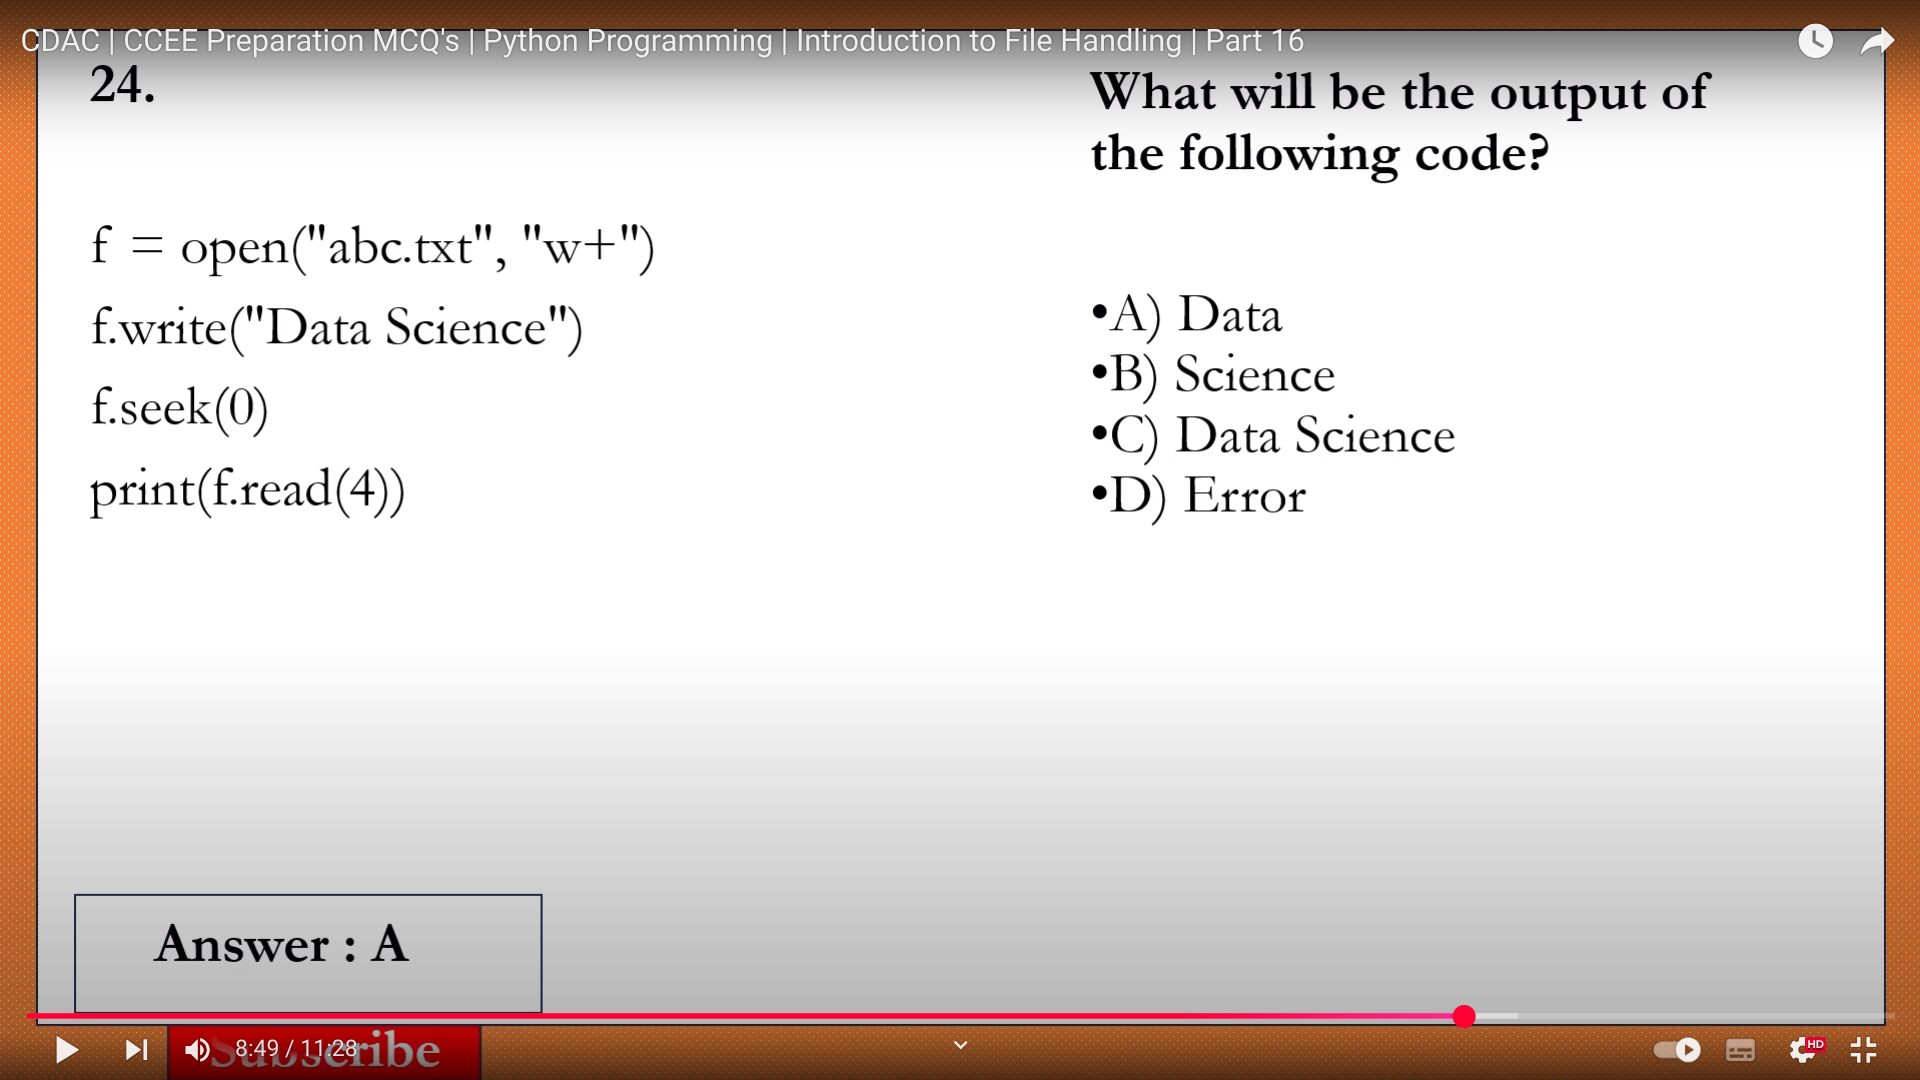 CDAC | CCEE Preparation MCQ's | Python Programming | Introduction to File Handling | Part 16
24.
f = open("abc.txt", "w+")
f.write("Data Science")
f.seek(0)
print(f.read(4))
What will be the output of
the following code?
•A) Data
•B) Science
•C) Data Science
•D) Error
Answer : A
Subscribe
8:49 / 11:28
HD